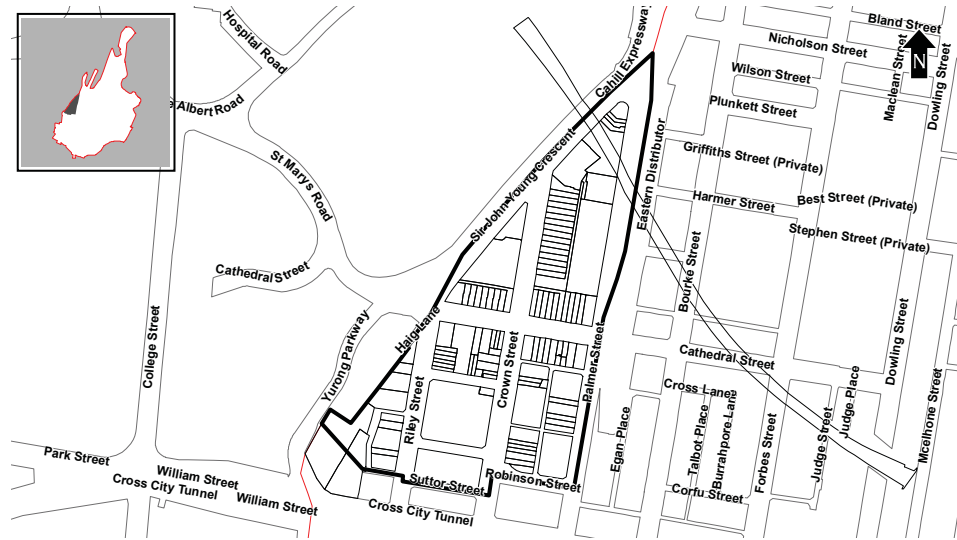 Bland Street
Hospital Road
Nicholson Street
Cahill Expressway
Maclean Street
N
Dowling Street
Wilson Street
e Albert Road
Plunkett Street
Griffiths Street (Private)
St Marys Road
Sir John Young Crescent
Eastern Distributor
Harmer Street
Best Street (Private)
Stephen Street (Private)
Cathedral Street
Bourke Street
College Street
Yurong Parkway
Haig Lane
Crown Street
Palmer Street
Cathedral Street
Dowling Street
Riley Street
Cross Lane
Judge Place
Mcelhone Street
Egan Place
Talbot Place
Burrahpore Lane
Forbes Street
Judge Street
Park Street
William Street
Cross City Tunnel
William Street
Suttor Street
Robinson Street
Corfu Street
Cross City Tunnel